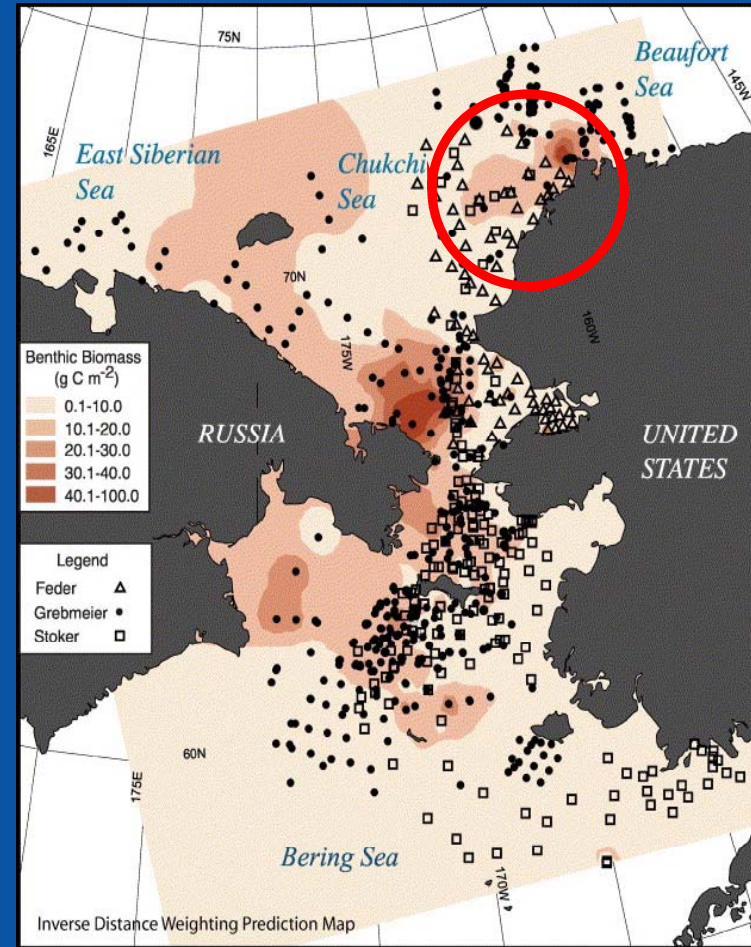 75N
Beaufort
Sea
145W
165E
East Siberian
Sea
Chukchi
Sea
70N
175W
160W
Benthic Biomass
(g C m-2)
0.1-10.0
10.1-20.0
20.1-30.0
30.1-40.0
40.1-100.0
RUSSIA
UNITED
STATES
Legend
Feder
Grebmeier
Stoker
60N
175E
Bering Sea
170W
Inverse Distance Weighting Prediction Map